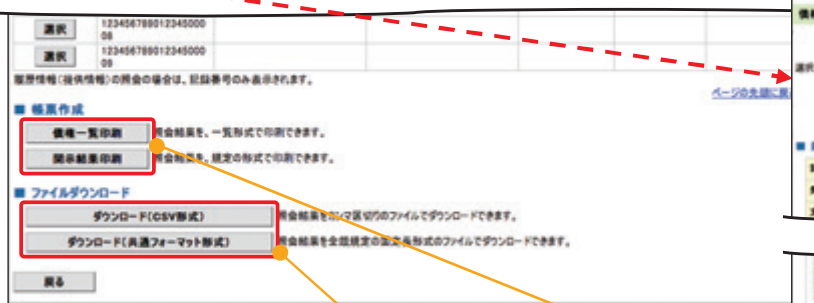 選択 123456789012345000
08
選択 123456789012345000
09
履歴情報(提供情報)の照会の場合は、記録番号のみ表示されます。
ページの先頭に戻
■ 帳票作成
債権一覧印刷 照会結果を、一覧形式で印刷できます。
開示結果印刷 照会結果を、規定の形式で印刷できます。
■ ファイルダウンロード
ダウンロード(CSV形式) 照会結果をカンマ区切りのファイルでダウンロードできます。
ダウンロード(共通フォーマット形式) 照会結果を全銀規定の固定長形式のファイルでダウンロードできます。
戻る
選択